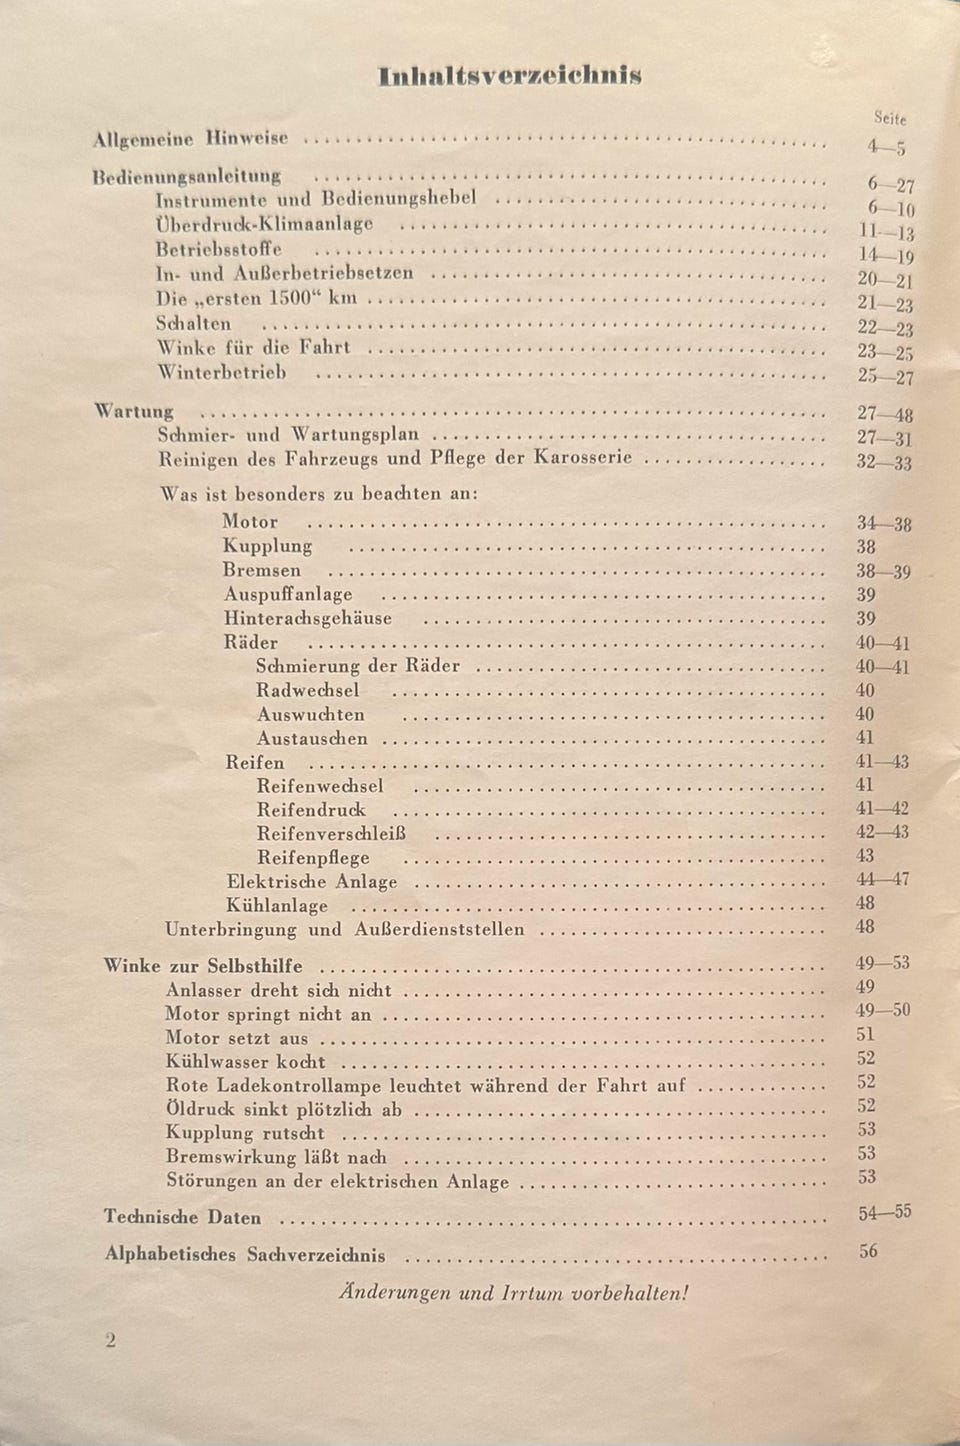 Inhaltsverzeichnis
Seite
Allgemeine Hinweise 4—5
Bedienungsanleitung 6—27
Instrumente und Bedienungshebel 6—10
Überdruck-Klimaanlage 11—13
Betriebsstoffe 14—19
In- und Außerbetriebsetzen 20—21
Die „ersten 1500“ km 21—23
Schalten 22—23
Winke für die Fahrt 23—25
Winterbetrieb 25—27
Wartung 27—48
Schmier- und Wartungsplan 27—31
Reinigen des Fahrzeugs und Pflege der Karosserie 32—33
Was ist besonders zu beachten an:
Motor 34—38
Kupplung 38
Bremsen 38—39
Auspuffanlage 39
Hinterachsgehäuse 39
Räder 40—41
Schmierung der Räder 40—41
Radwechsel 40
Auswuchten 40
Austauschen 41
Reifen 41—43
Reifenwechsel 41
Reifendruck 41—42
Reifenverschleiß 42—43
Reifenpflege 43
Elektrische Anlage 44—47
Kühlanlage 48
Unterbringung und Außerdienststellen 48
Winke zur Selbsthilfe 49—53
Anlasser dreht sich nicht 49
Motor springt nicht an 49—50
Motor setzt aus 51
Kühlwasser kocht 52
Rote Ladekontrollampe leuchtet während der Fahrt auf 52
Öldruck sinkt plötzlich ab 52
Kupplung rutscht 53
Bremswirkung läßt nach 53
Störungen an der elektrischen Anlage 53
Technische Daten 54—55
Alphabetisches Sachverzeichnis 56
Änderungen und Irrtum vorbehalten!
2